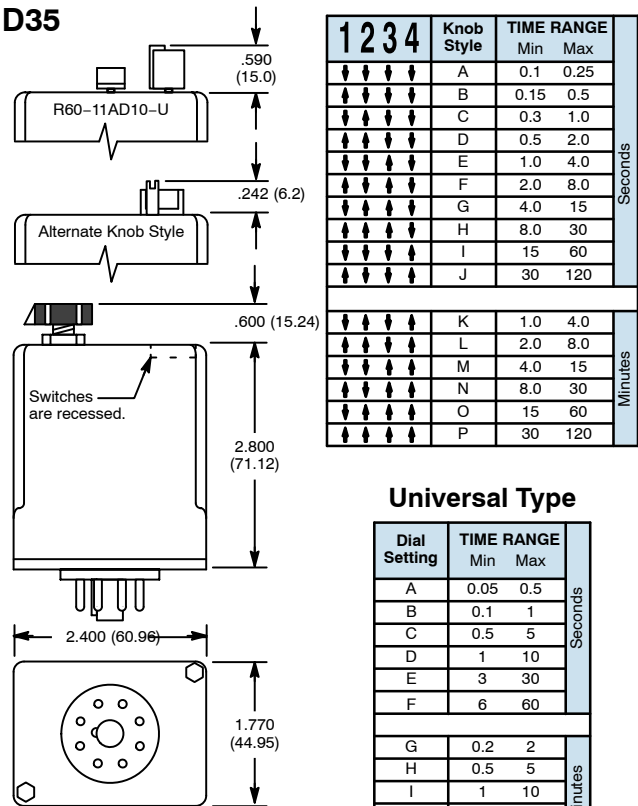 D35
.590
(15.0)
R60-11AD10-U
.242 (6.2)
Alternate Knob Style
.600 (15.24)
Switches
are recessed.
2.800
(71.12)
2.400 (60.96)
1.770
(44.95)
1 2 3 4 Knob Style TIME RANGE Min Max
A 0.1 0.25
B 0.15 0.5
C 0.3 1.0
D 0.5 2.0
E 1.0 4.0
F 2.0 8.0
G 4.0 15
H 8.0 30
I 15 60
J 30 120
Seconds
K 1.0 4.0
L 2.0 8.0
M 4.0 15
N 8.0 30
O 15 60
P 30 120
Minutes
Universal Type
Dial Setting TIME RANGE Min Max
A 0.05 0.5
B 0.1 1
C 0.5 5
D 1 10
E 3 30
F 6 60
Seconds
G 0.2 2
H 0.5 5
I 1 10
nutes